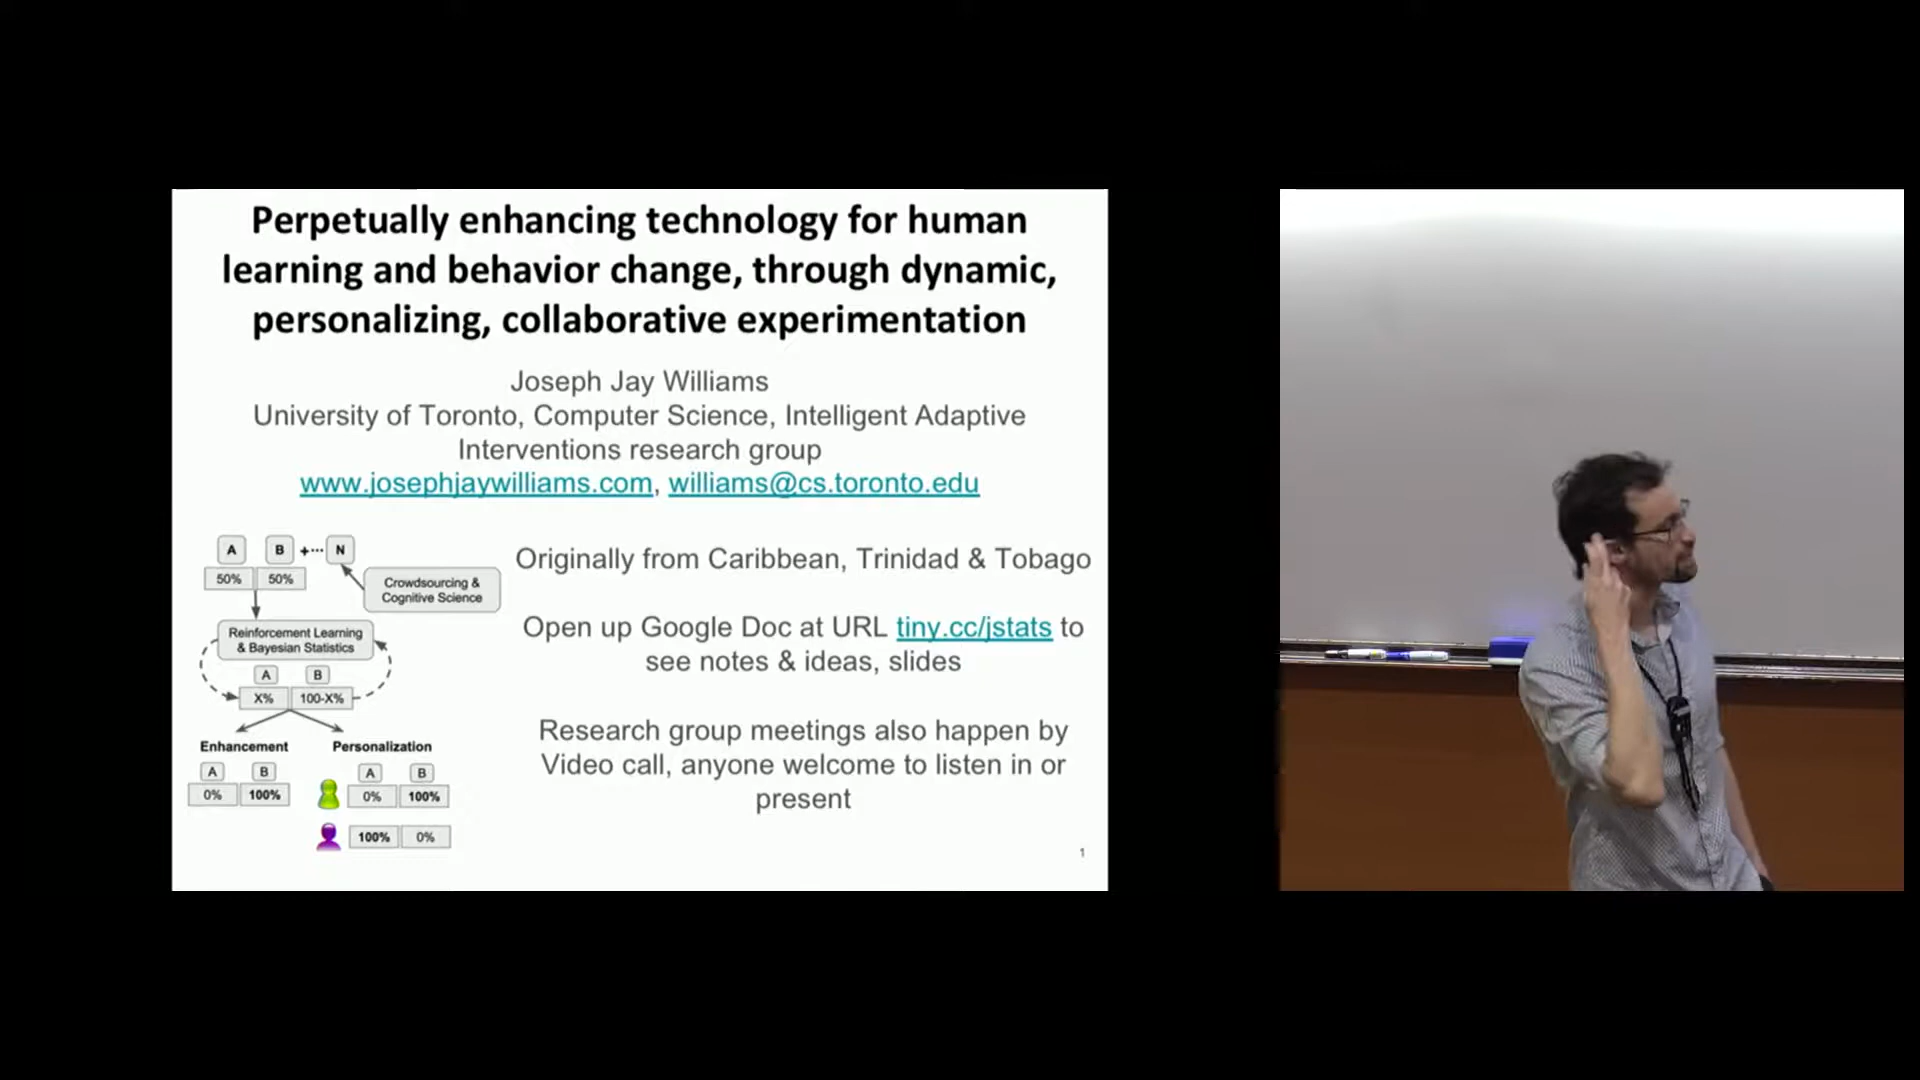 Perpetually enhancing technology for human
learning and behavior change, through dynamic,
personalizing, collaborative experimentation
Joseph Jay Williams
University of Toronto, Computer Science, Intelligent Adaptive
Interventions research group
www.josephjaywilliams.com, williams@cs.toronto.edu
A B +··· N
50% 50%
Crowdsourcing &
Cognitive Science
Reinforcement Learning
& Bayesian Statistics
A B
X% 100-X%
Enhancement Personalization
A B A B
0% 100% 0% 100%
100% 0%
Originally from Caribbean, Trinidad & Tobago
Open up Google Doc at URL tiny.cc/jstats to
see notes & ideas, slides
Research group meetings also happen by
Video call, anyone welcome to listen in or
present
1